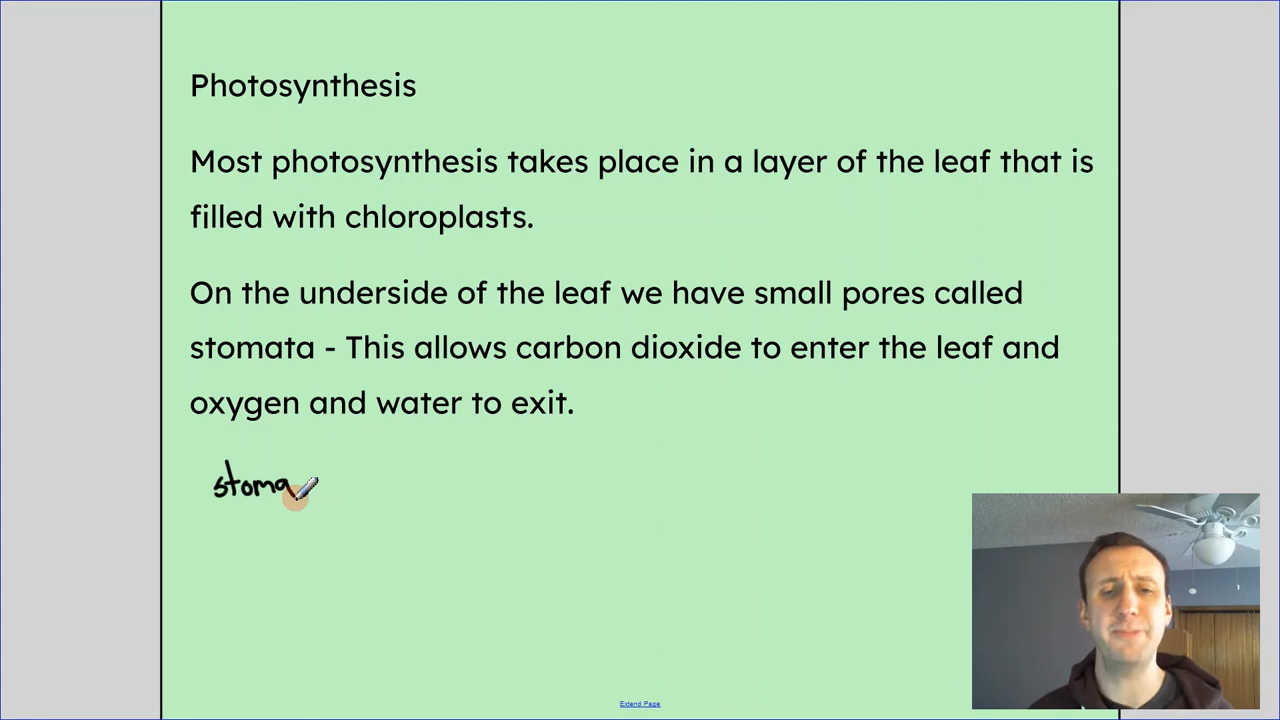 Photosynthesis
Most photosynthesis takes place in a layer of the leaf that is
filled with chloroplasts.
On the underside of the leaf we have small pores called
stomata - This allows carbon dioxide to enter the leaf and
oxygen and water to exit.
stoma
Extend Page